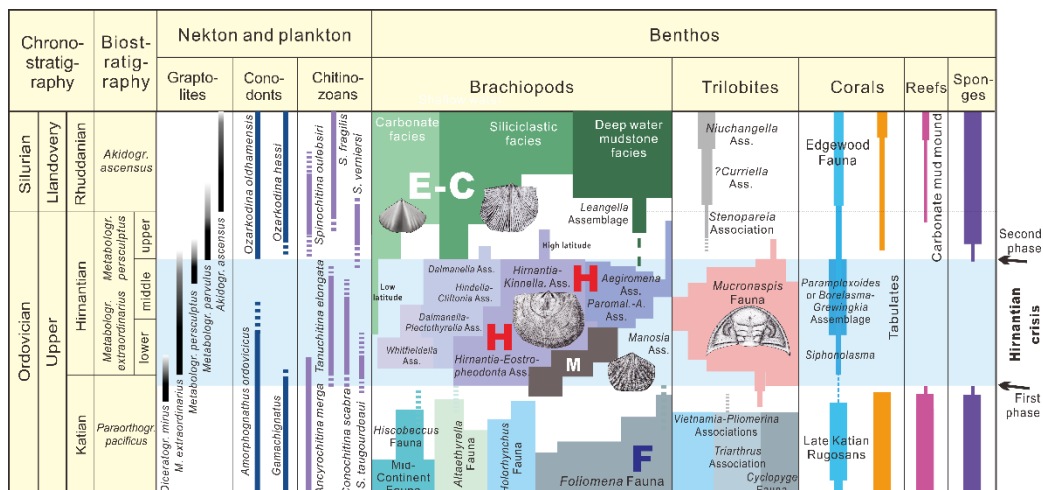 Chrono-
stratig-
raphy
Biost-
ratig-
raphy
Nekton and plankton
Benthos
Grapto-
lites
Cono-
donts
Chitino-
zoans
Brachiopods
Trilobites
Corals
Reefs
Spon-
ges
Silurian
Llandovery
Rhuddanian
Akidogr.
ascensus
Ordovician
Upper
Hirnantian
Metabologr.
persculptus
upper
Metabologr.
extraordinarius
middle
lower
Katian
Paraorthogr.
pacificus
Diceratogr. mirus
M. extraordinarius
Metabologr. persculptus
Metabologr. parvulus
Akidogr. ascensus
Ozarkodina oldhamensis
Ozarkodina hassi
Amorphognathus ordovicicus
Gamachignatus
Spinochitina oulebsiri
S. fragilis
S. verniersi
Tanuchitina elongata
Ancyrochitina merga
Conochitina scabra
S. taugourdeaui
Carbonate
facies
Siliciclastic
facies
Deep water
mudstone
facies
E-C
Leangella
Assemblage
High latitude
Low
latitude
Dalmanella Ass.
Hindella-
Cliftonia Ass.
Hirnantia-
Kinnella. Ass.
H
Aegiromena
Ass.
Paromal.-A.
Ass.
Dalmanella-
Plectothyrella Ass.
H
Manosia
Ass.
Whitfieldella
Ass.
Hirnantia-Eostro-
pheodonta Ass.
M
Hiscobeccus
Fauna
Mid-
Continent
Fauna
Altaethyrella
Fauna
Holorhynchus
Fauna
F
Foliomena Fauna
Niuchangella
Ass.
?Curriella
Ass.
Stenopareia
Association
Mucronaspis
Fauna
Vietnamia-Pliomerina
Associations
Triarthrus
Association
Cyclopyge
Fauna
Edgewood
Fauna
Paramplexoides
or Borelasma-
Grewingkia
Assemblage
Siphonolasma
Tabulates
Late Katian
Rugosans
Carbonate mud mound
Second
phase
Hirnantian
crisis
First
phase